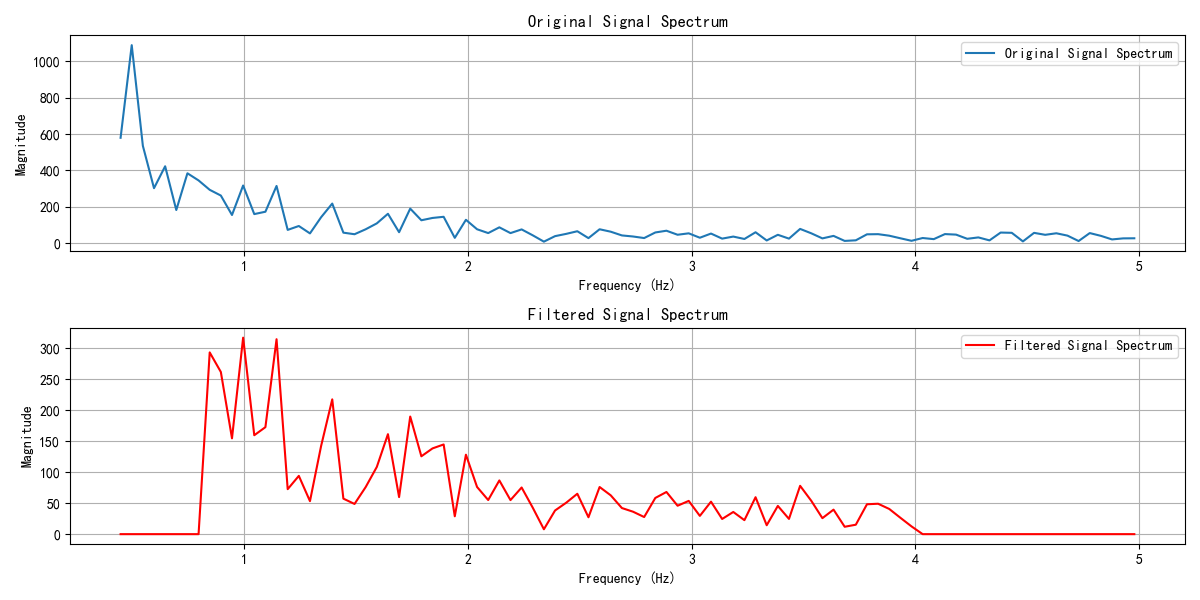 Original Signal Spectrum
Original Signal Spectrum
1000
800
600
400
200
0
Magnitude
1 2 3 4 5
Frequency (Hz)
Filtered Signal Spectrum
Filtered Signal Spectrum
300
250
200
150
100
50
0
Magnitude
1 2 3 4 5
Frequency (Hz)